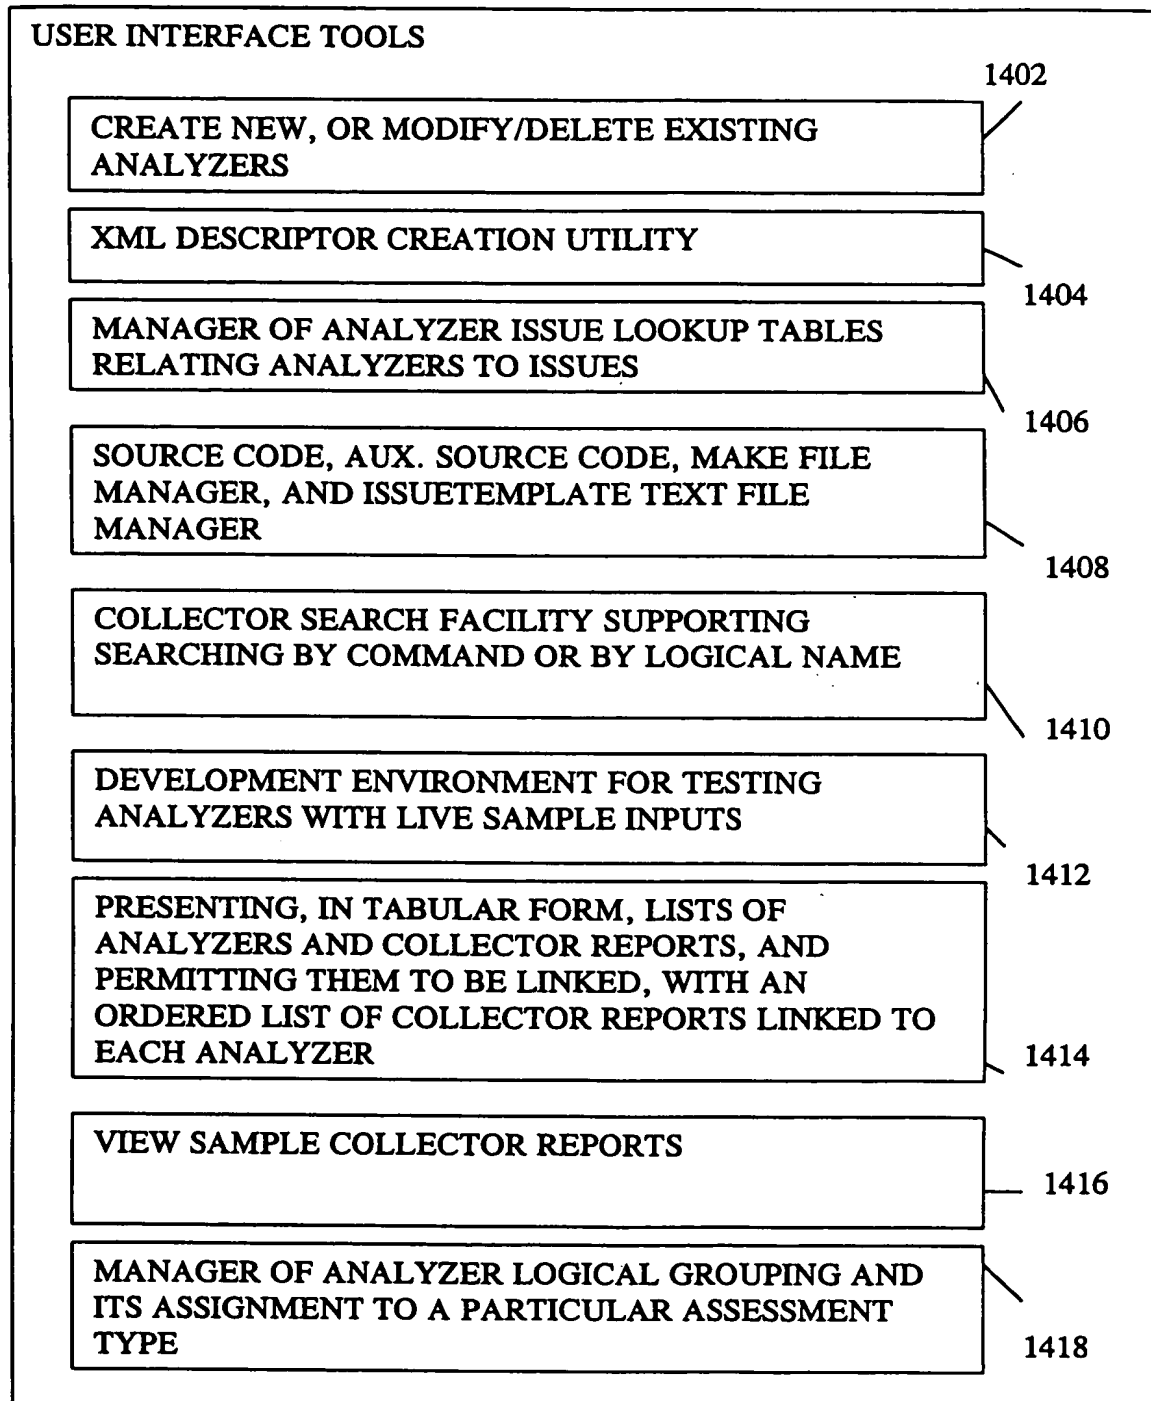 USER INTERFACE TOOLS
1402
CREATE NEW, OR MODIFY/DELETE EXISTING
ANALYZERS
XML DESCRIPTOR CREATION UTILITY
1404
MANAGER OF ANALYZER ISSUE LOOKUP TABLES
RELATING ANALYZERS TO ISSUES
1406
SOURCE CODE, AUX. SOURCE CODE, MAKE FILE
MANAGER, AND ISSUETEMPLATE TEXT FILE
MANAGER
1408
COLLECTOR SEARCH FACILITY SUPPORTING
SEARCHING BY COMMAND OR BY LOGICAL NAME
1410
DEVELOPMENT ENVIRONMENT FOR TESTING
ANALYZERS WITH LIVE SAMPLE INPUTS
1412
PRESENTING, IN TABULAR FORM, LISTS OF
ANALYZERS AND COLLECTOR REPORTS, AND
PERMITTING THEM TO BE LINKED, WITH AN
ORDERED LIST OF COLLECTOR REPORTS LINKED TO
EACH ANALYZER
1414
VIEW SAMPLE COLLECTOR REPORTS
1416
MANAGER OF ANALYZER LOGICAL GROUPING AND
ITS ASSIGNMENT TO A PARTICULAR ASSESSMENT
TYPE
1418